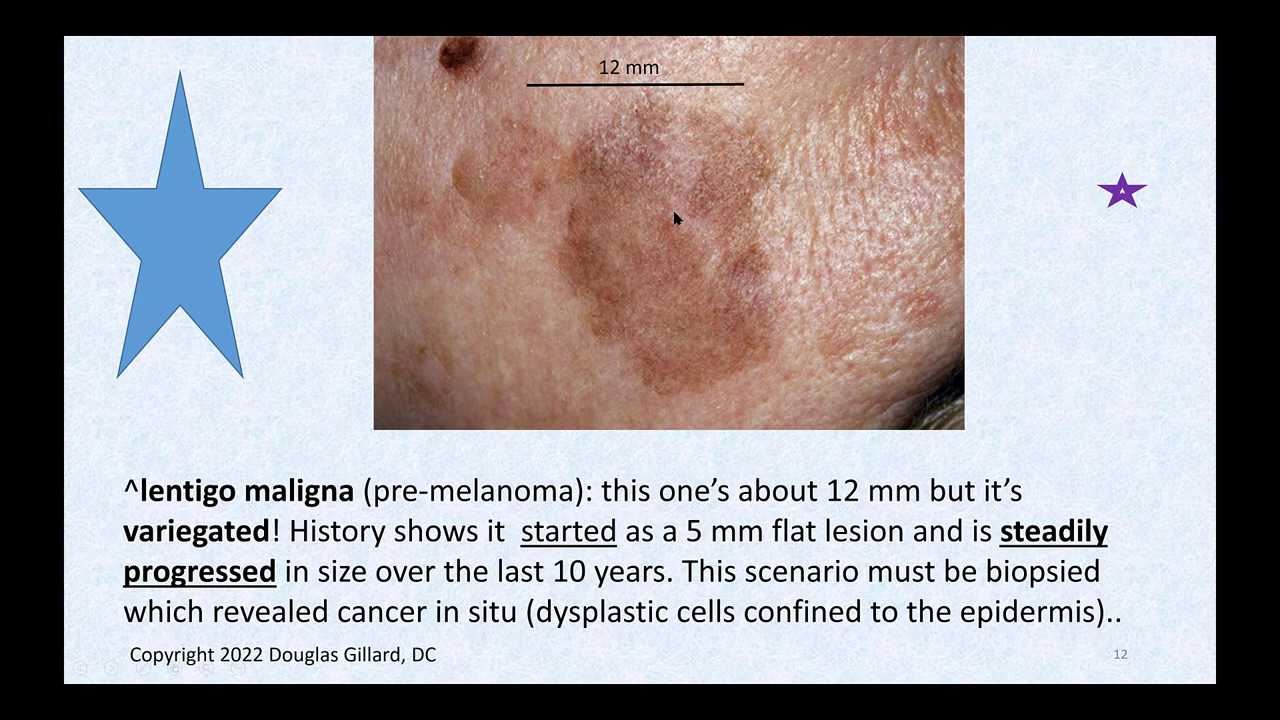 12 mm
^lentigo maligna (pre-melanoma): this one’s about 12 mm but it’s
variegated! History shows it started as a 5 mm flat lesion and is steadily
progressed in size over the last 10 years. This scenario must be biopsied
which revealed cancer in situ (dysplastic cells confined to the epidermis)..
Copyright 2022 Douglas Gillard, DC
12